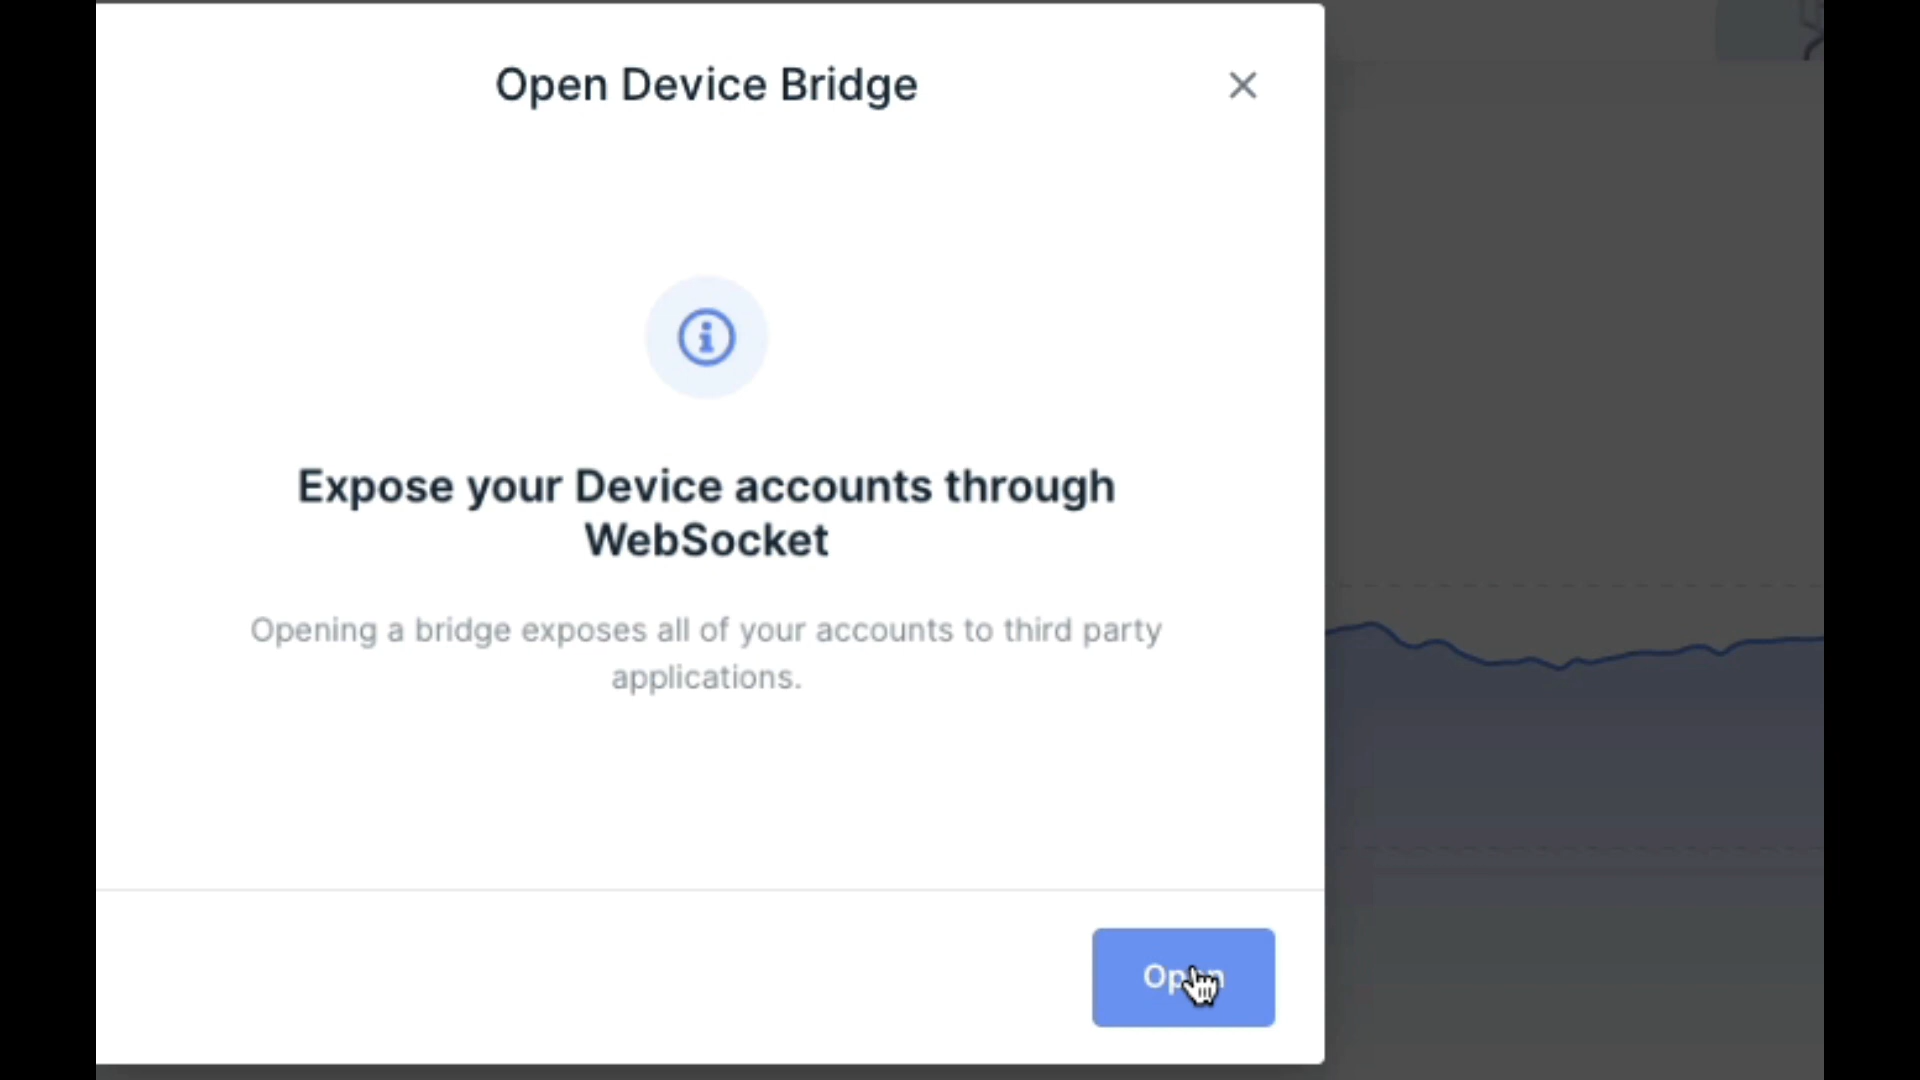 Open Device Bridge
Expose your Device accounts through
WebSocket
Opening a bridge exposes all of your accounts to third party
applications.
Open